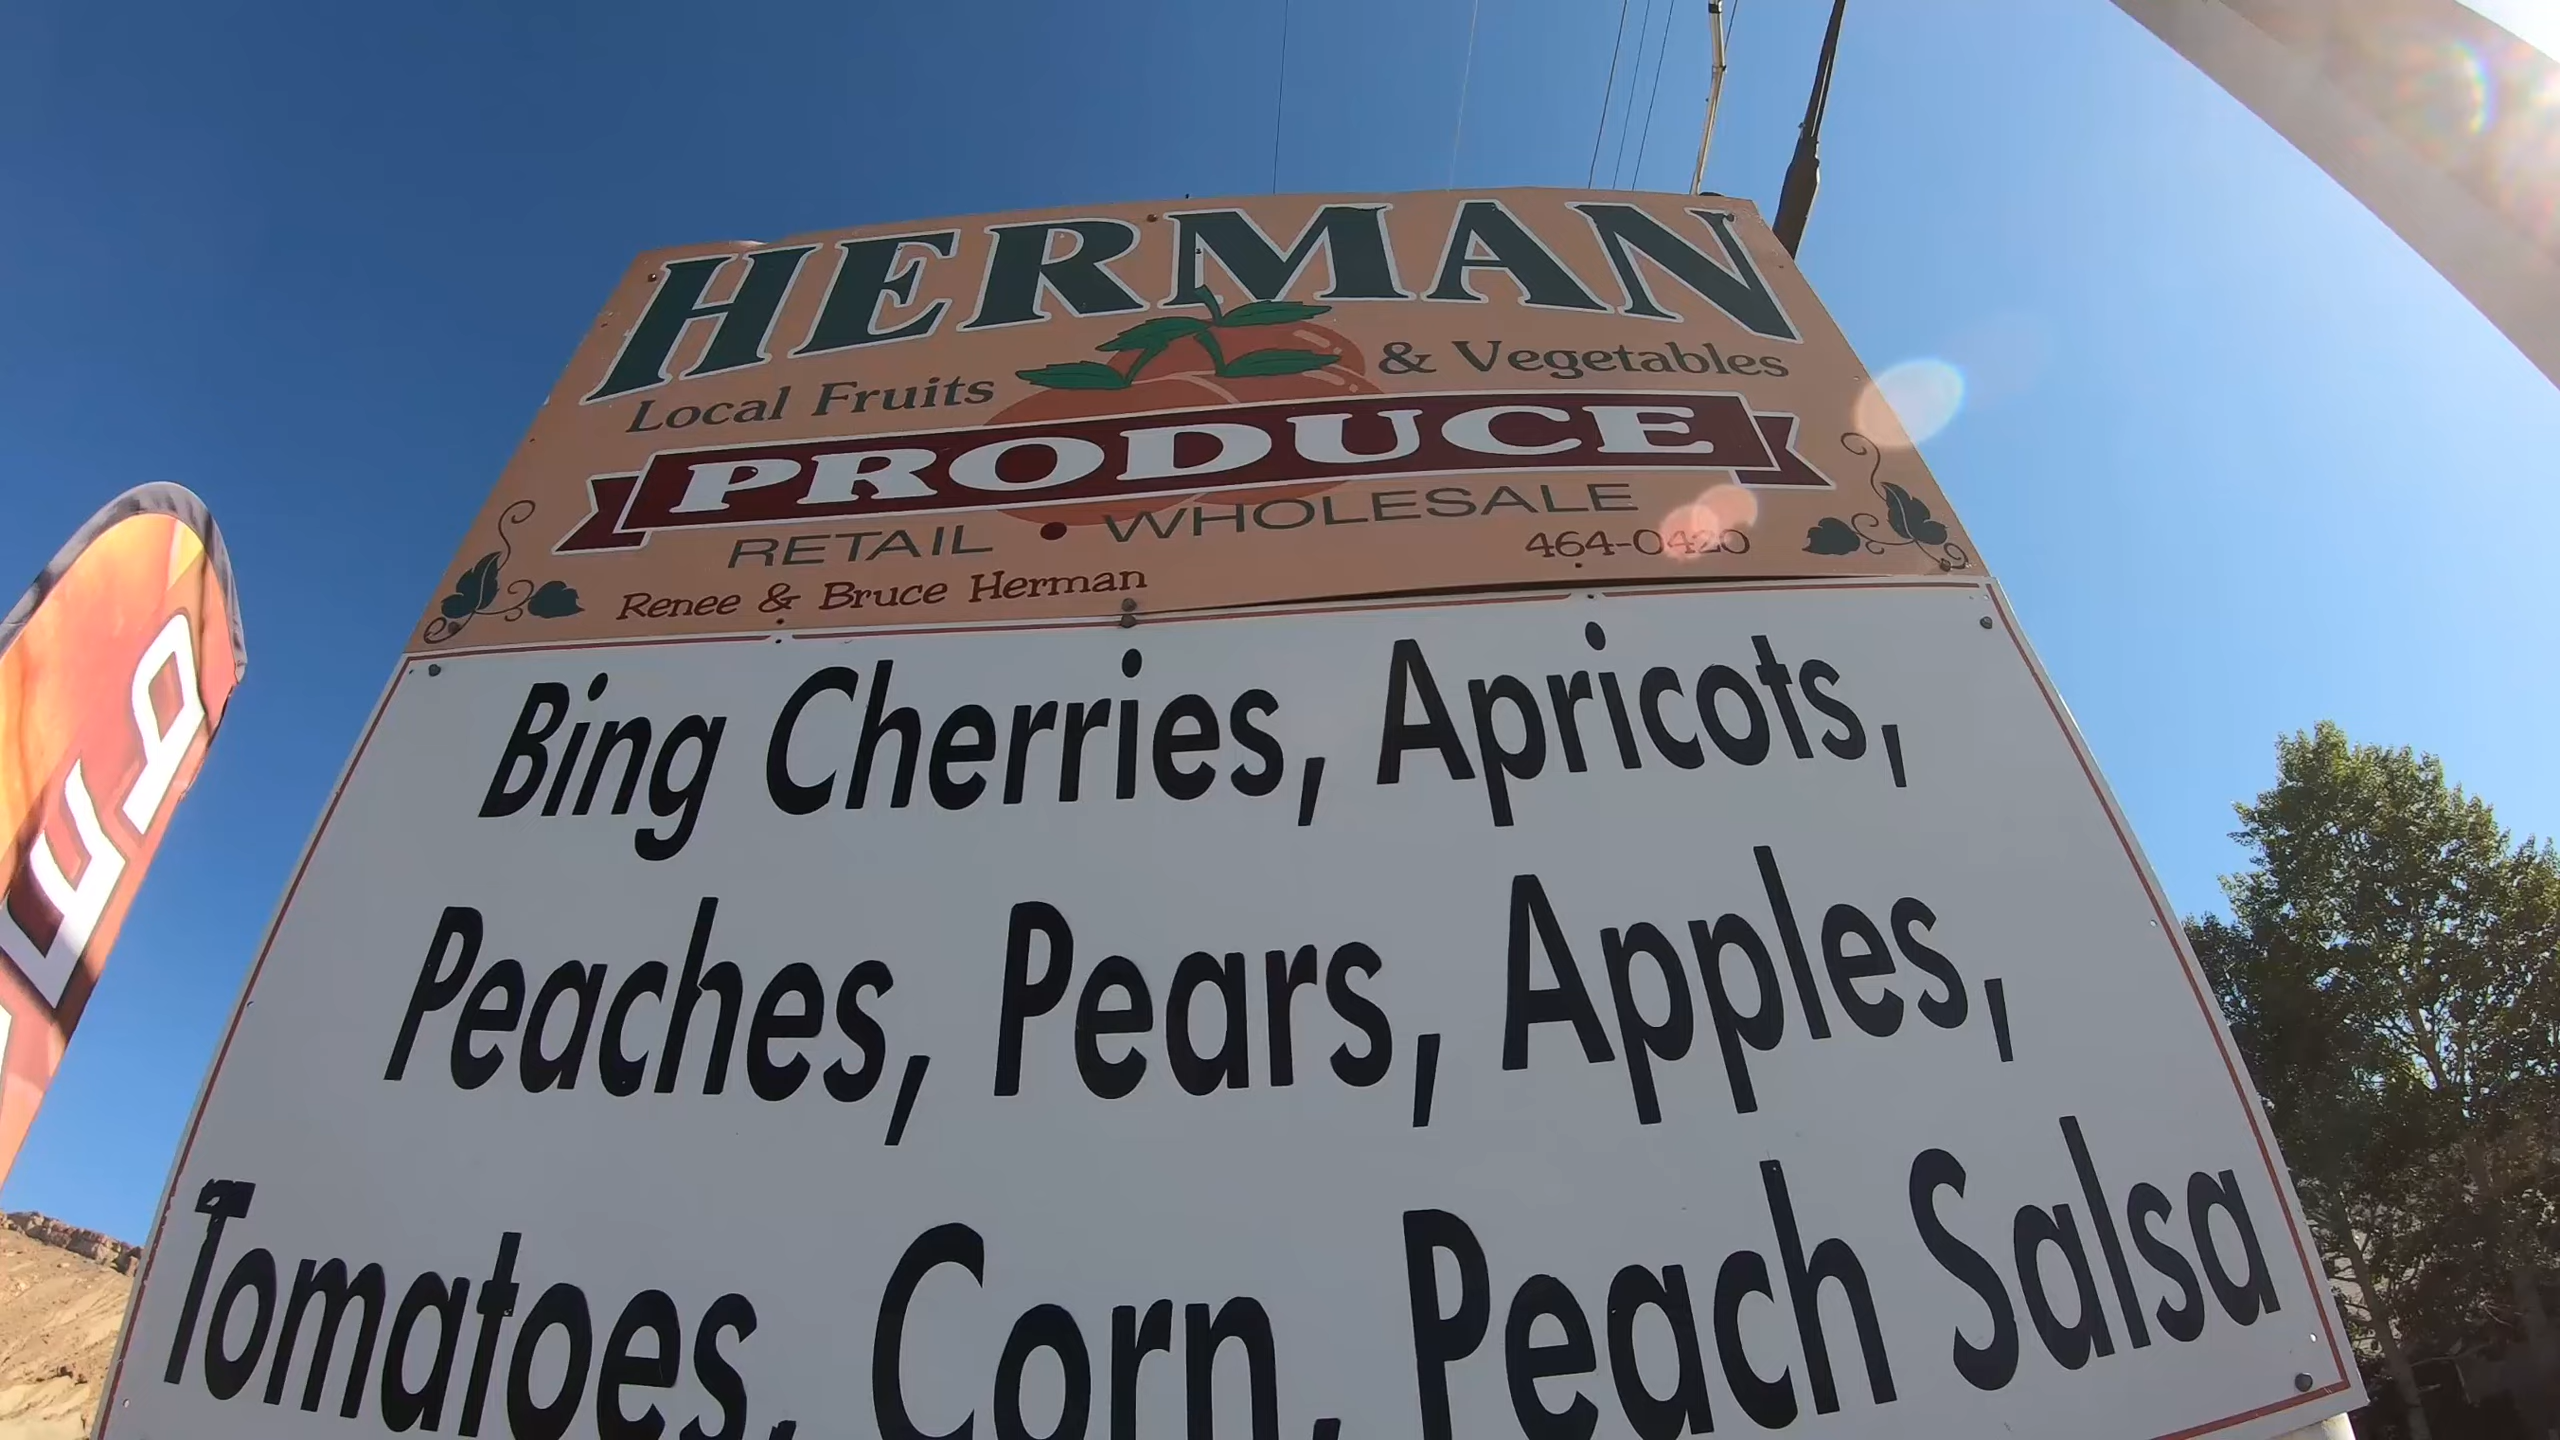 HERMAN
Local Fruits & Vegetables
PRODUCE
RETAIL • WHOLESALE
464-0420
Renee & Bruce Herman
Bing Cherries, Apricots,
Peaches, Pears, Apples,
Tomatoes, Corn, Peach Salsa